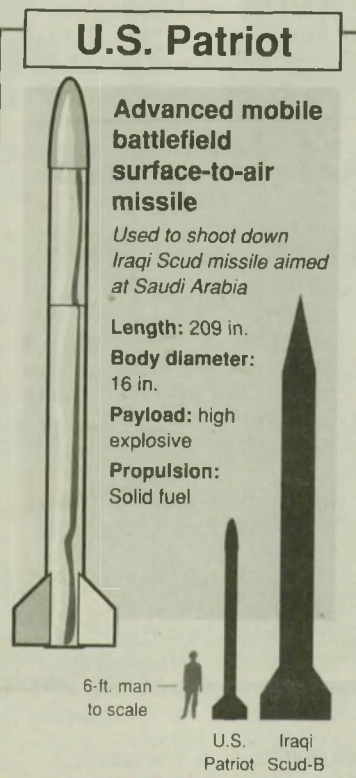 U.S. Patriot
Advanced mobile
battlefield
surface-to-air
missile
Used to shoot down
Iraqi Scud missile aimed
at Saudi Arabia
Length: 209 in.
Body diameter:
16 in.
Payload: high
explosive
Propulsion:
Solid fuel
6-ft. man
to scale
U.S.
Patriot
Iraqi
Scud-B